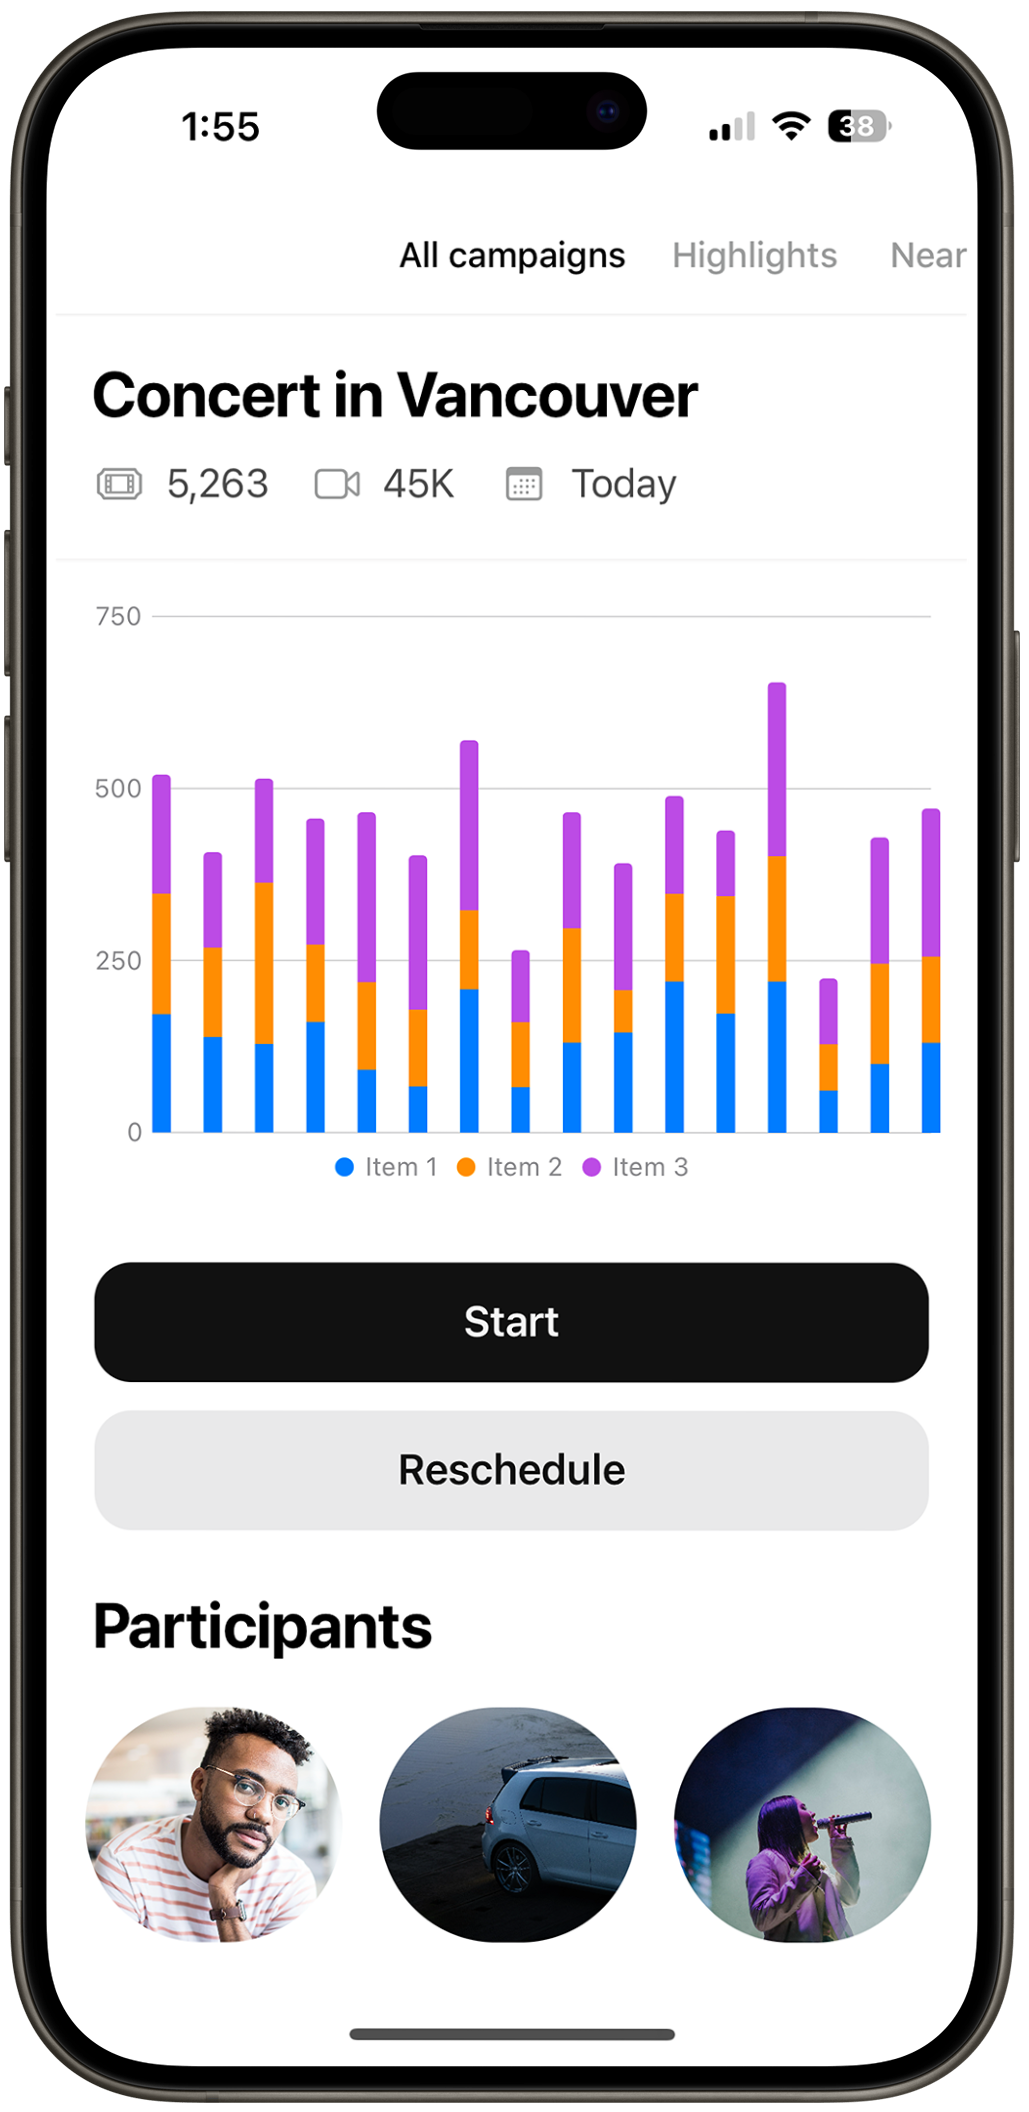 1:55
38
All campaigns Highlights Near
Concert in Vancouver
5,263 45K Today
750
500
250
0
Item 1 Item 2 Item 3
Start
Reschedule
Participants